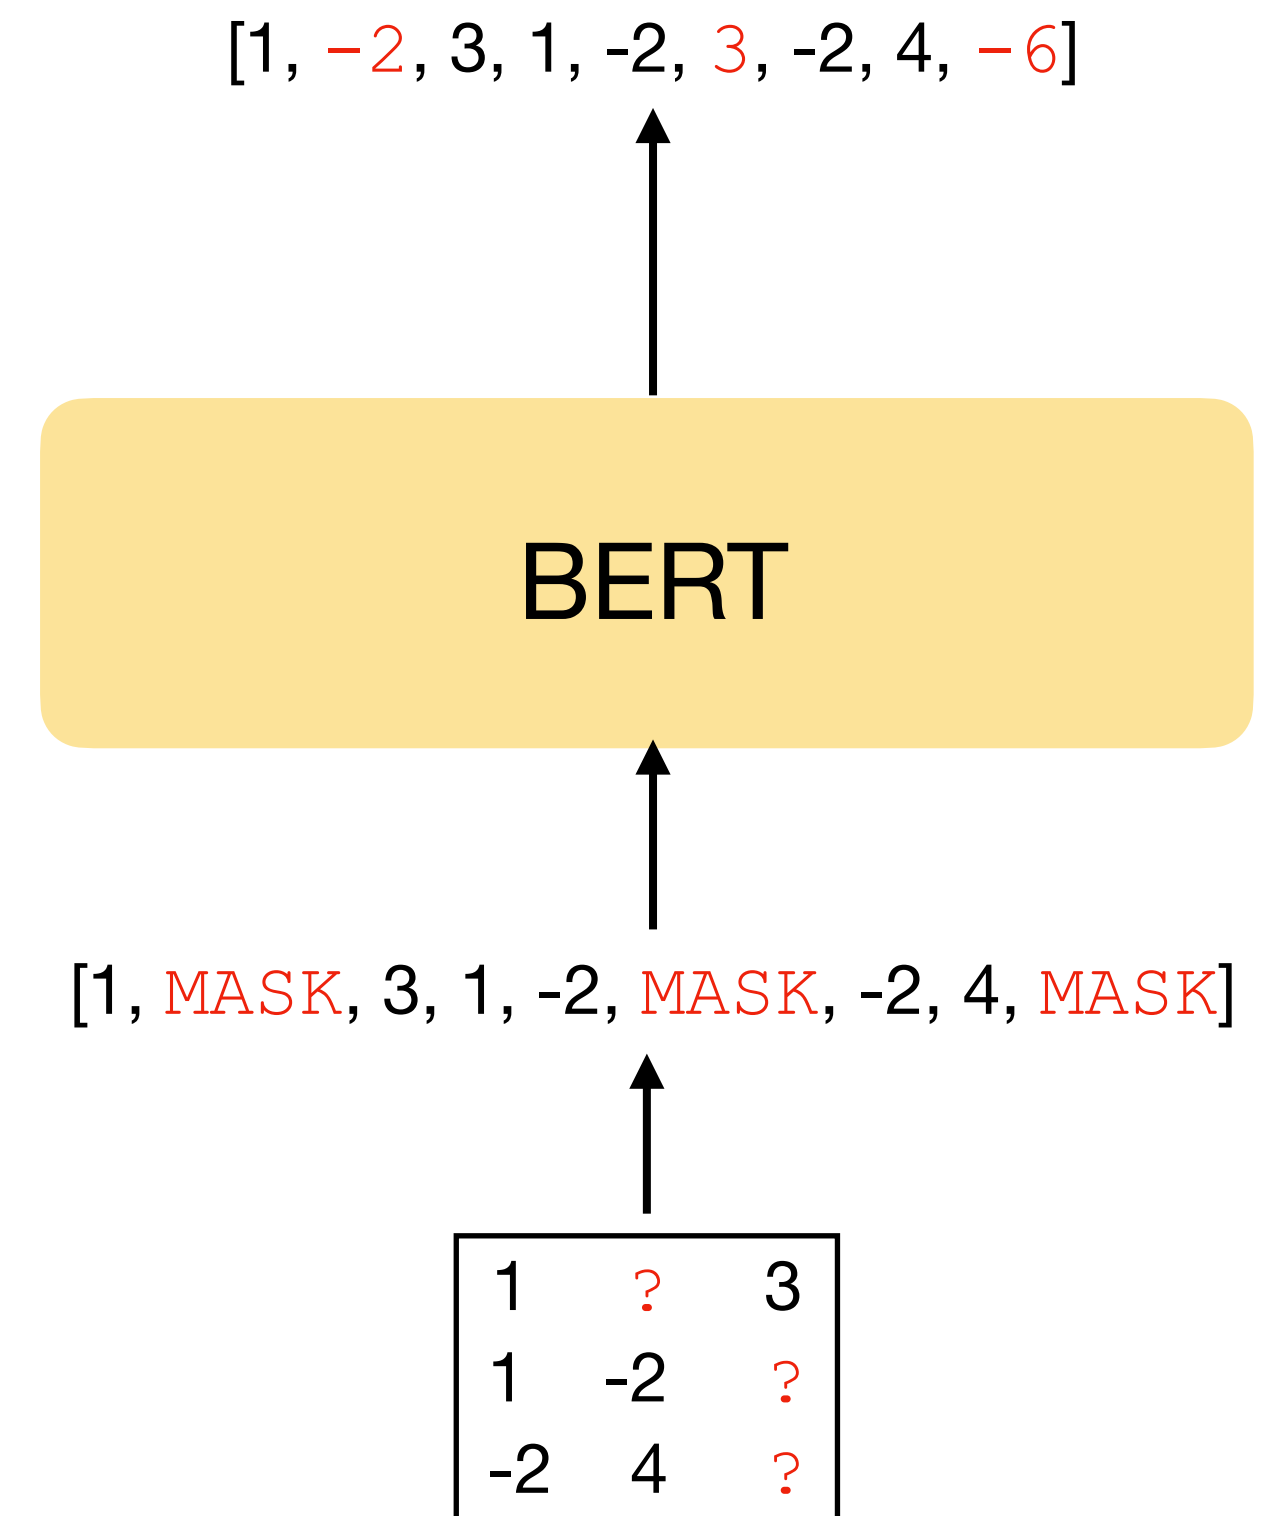 [1, -2, 3, 1, -2, 3, -2, 4, -6]
BERT
[1, MASK, 3, 1, -2, MASK, -2, 4, MASK]
1 ? 3
1 -2 ?
-2 4 ?